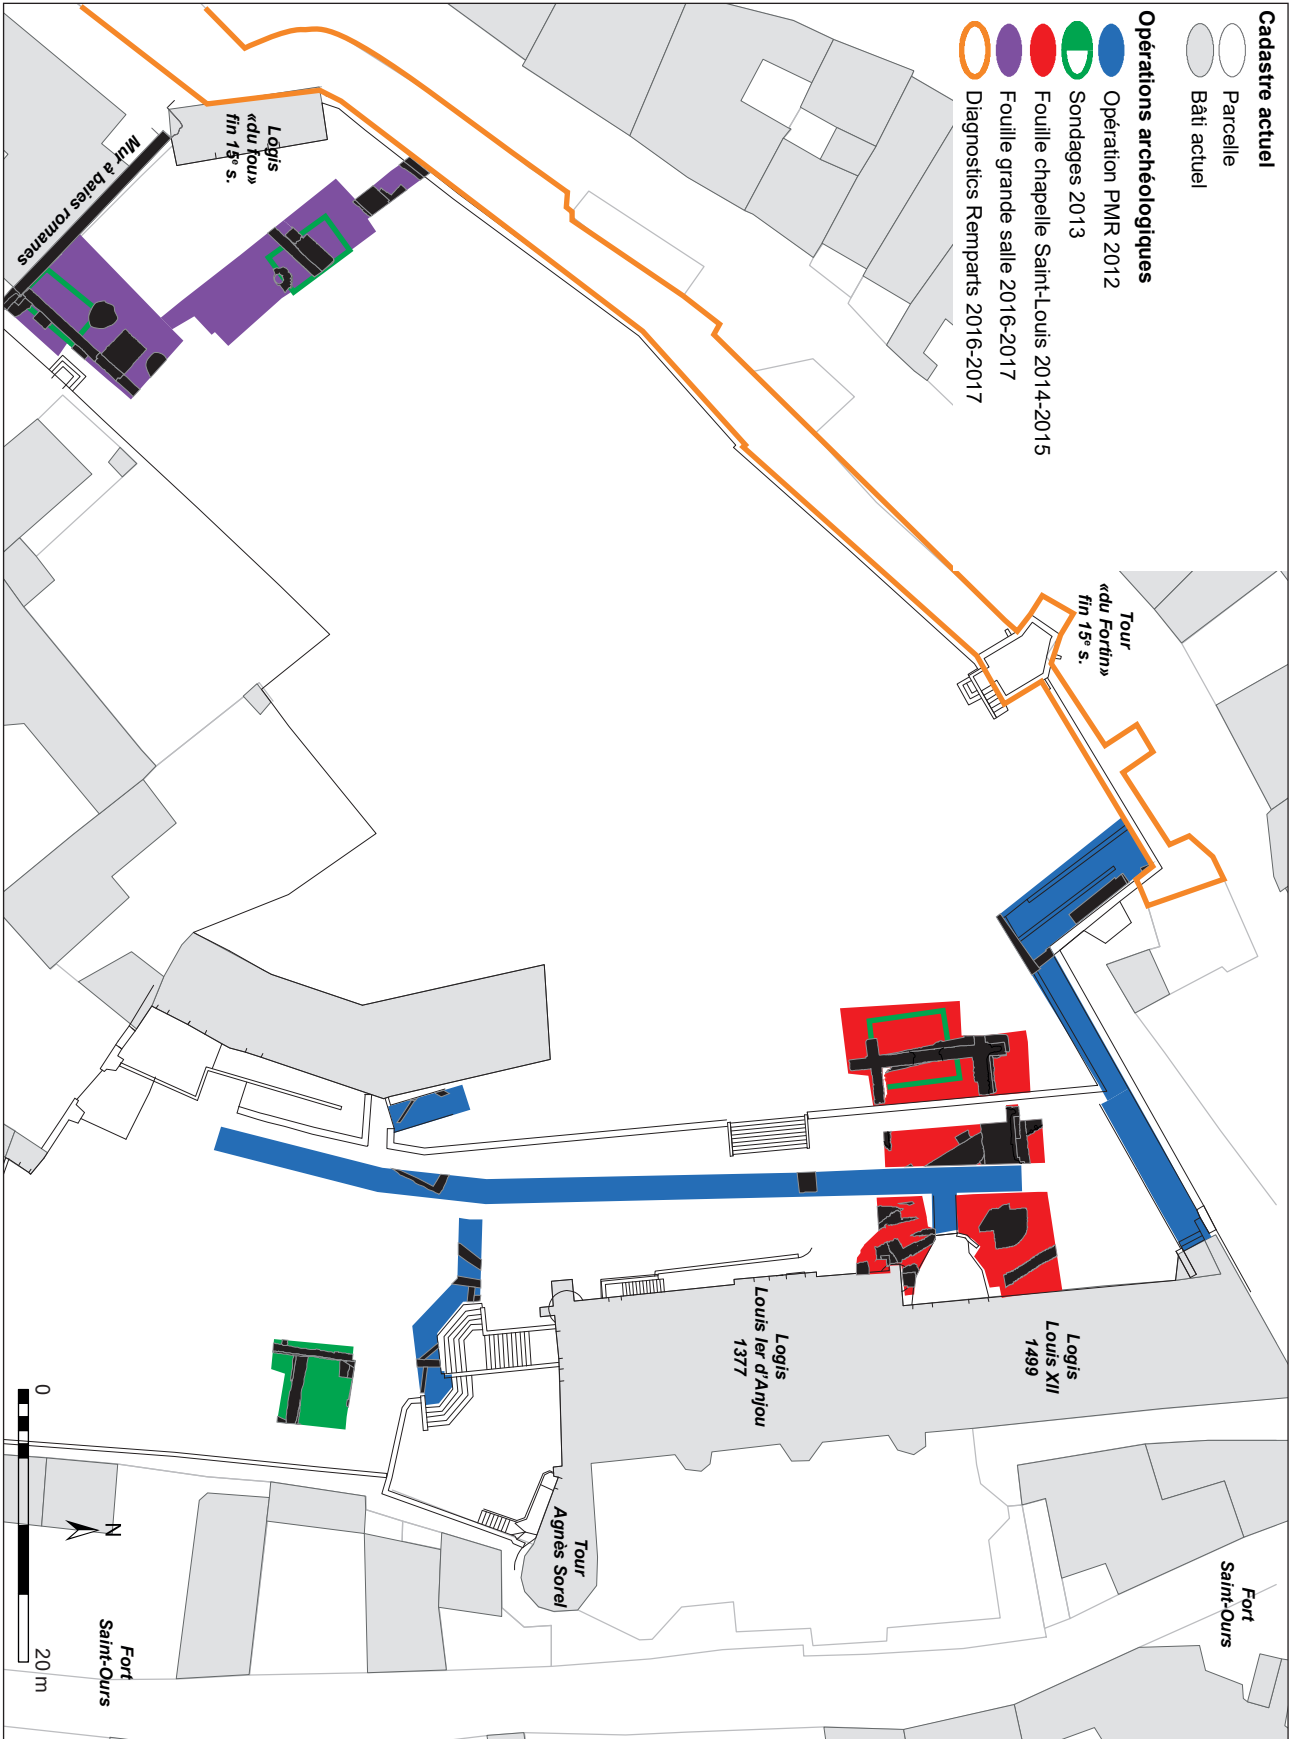 Cadastre actuel
Parcelle
Bâti actuel
Opérations archéologiques
Opération PMR 2012
Sondages 2013
Fouille chapelle Saint-Louis 2014-2015
Fouille grande salle 2016-2017
Diagnostics Remparts 2016-2017
Tour
«du Fortin»
fin 15e s.
Logis
«du fou»
fin 15e s.
Mur à baies romanes
Logis
Louis XII
1499
Logis
Louis Ier d'Anjou
1377
Tour
Agnès Sorel
Fort
Saint-Ours
Fort
Saint-Ours
N
0
20 m